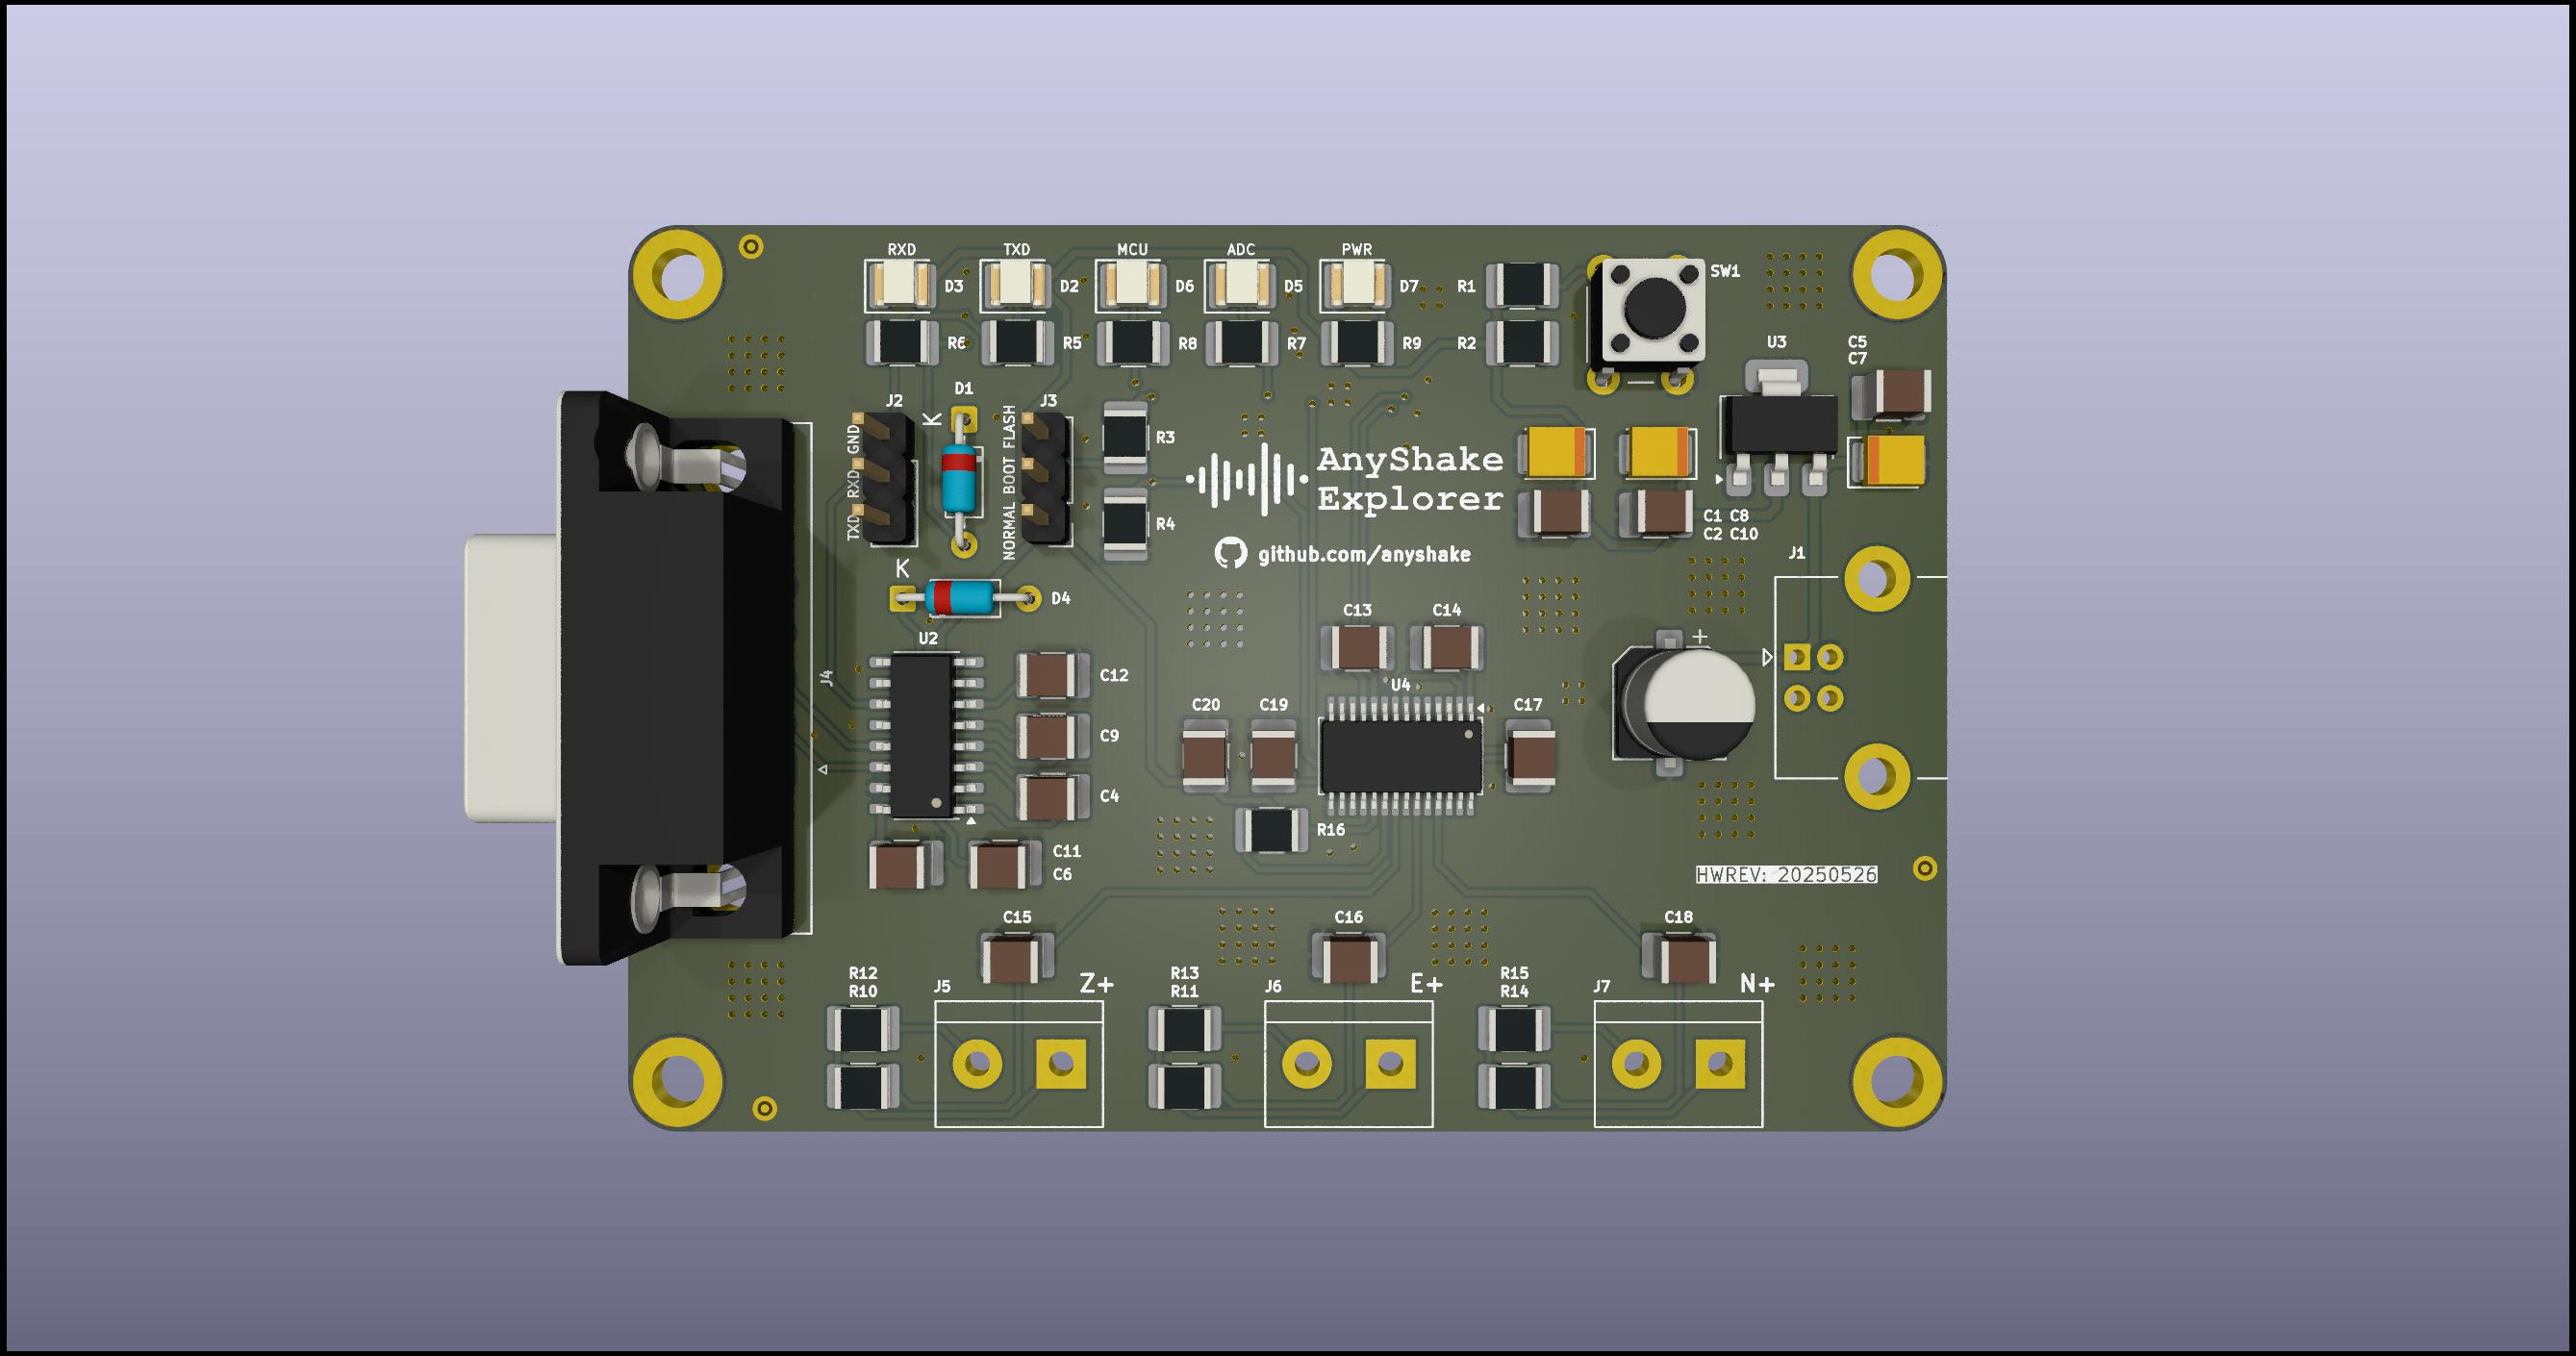 RXD TXD MCU ADC PWR
D3 D2 D6 D5 D7 R1 SW1
R6 R5 R8 R7 R9 R2 U3 C5
C7
D1
J2 K J3
GND RXD TXD
NORMAL BOOT FLASH
R3
R4
AnyShake
Explorer
github.com/anyshake
C1 C8
C2 C10
J1
K
D4
C13 C14
U2
+
J4
C12
U4
C20 C19 C17
C9
C4
R16
C11
C6
HWREV: 20250526
C15 C16 C18
R12
R10
J5 Z+
R13
R11
J6 E+
R15
R14
J7 N+